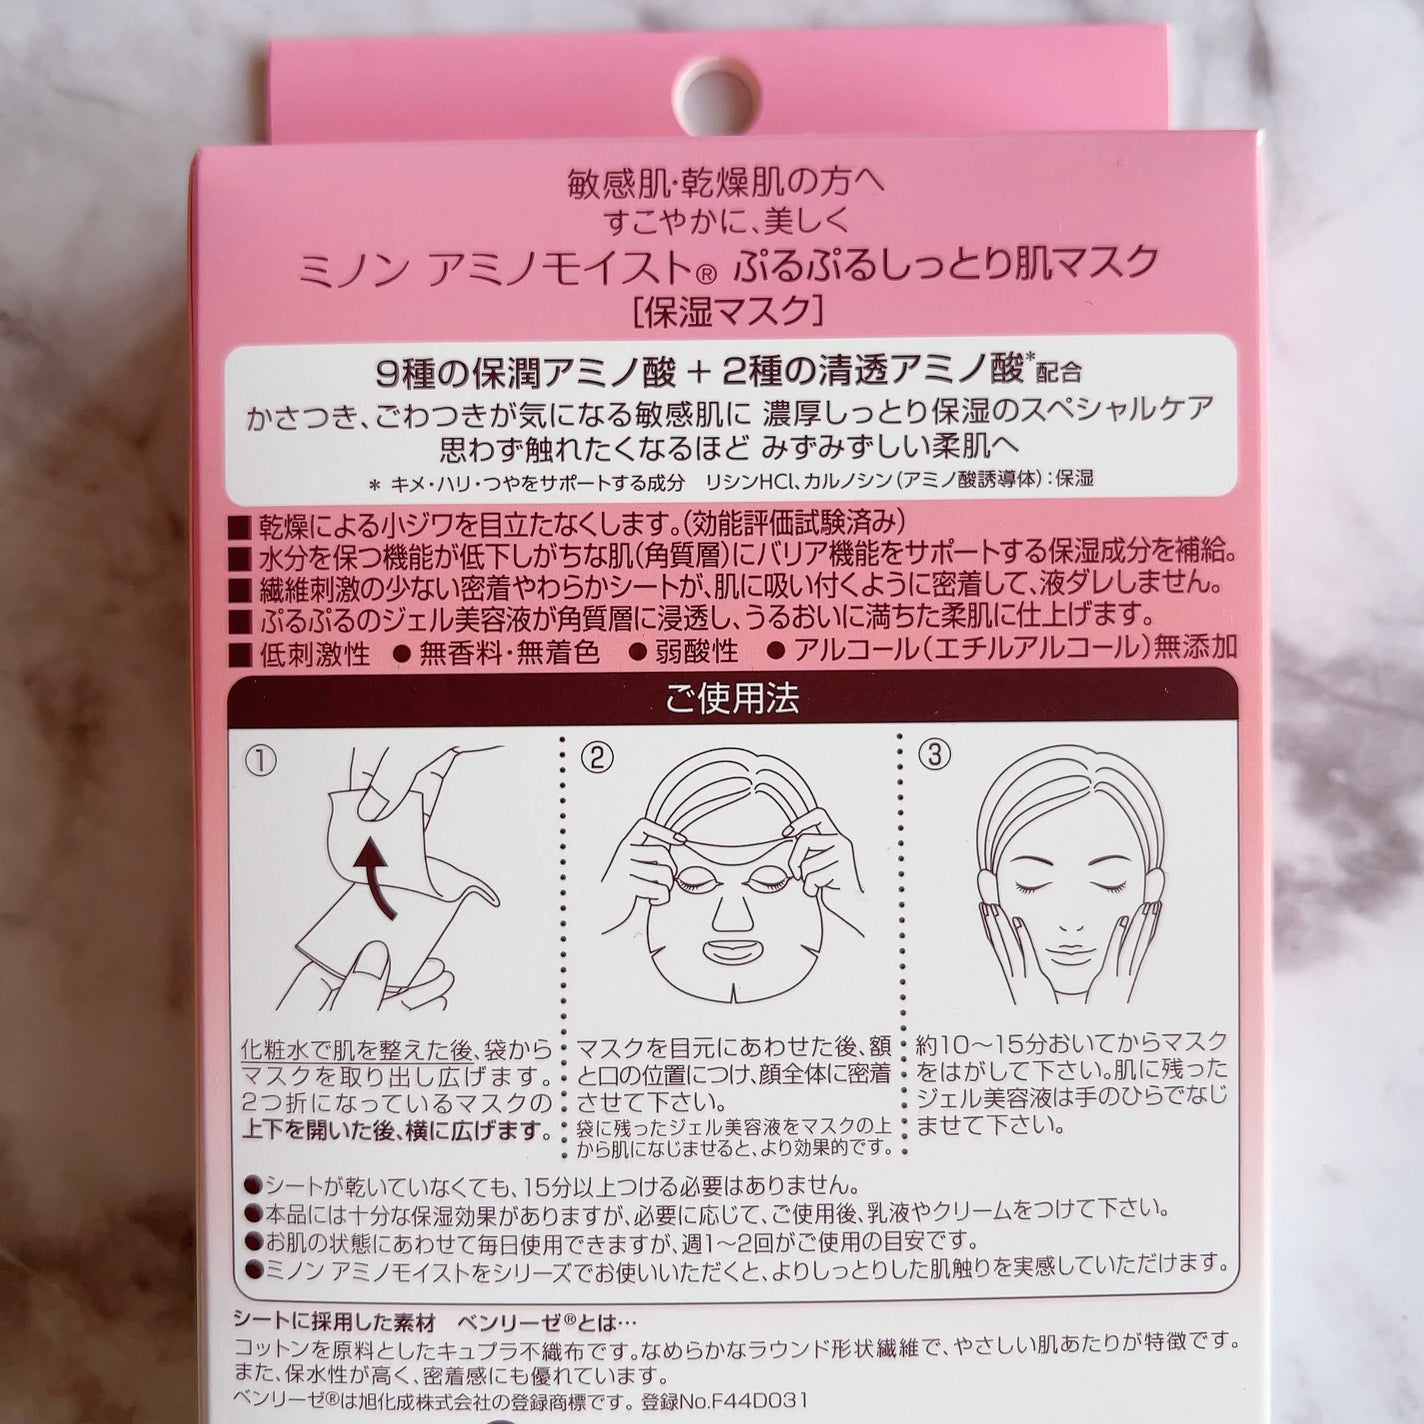 敏感肌・乾燥肌の方へ
すこやかに、美しく
ミノン アミノモイスト® ぷるぷるしっとり肌マスク
[保湿マスク]
9種の保潤アミノ酸 + 2種の清透アミノ酸*配合
かさつき、ごわつきが気になる敏感肌に 濃厚しっとり保湿のスペシャルケア
思わず触れたくなるほど みずみずしい柔肌へ
* キメ・ハリ・つやをサポートする成分 リシンHCl、カルノシン(アミノ酸誘導体):保湿
■ 乾燥による小ジワを目立たなくします。(効能評価試験済み)
■ 水分を保つ機能が低下しがちな肌(角質層)にバリア機能をサポートする保湿成分を補給。
■ 繊維刺激の少ない密着やわらかシートが、肌に吸い付くように密着して、液ダレしません。
■ ぷるぷるのジェル美容液が角質層に浸透し、うるおいに満ちた柔肌に仕上げます。
■ 低刺激性 ● 無香料・無着色 ● 弱酸性 ● アルコール(エチルアルコール)無添加
ご使用法
①
化粧水で肌を整えた後、袋から
マスクを取り出し広げます。
2つ折になっているマスクの
上下を開いた後、横に広げます。
②
マスクを目元にあわせた後、額
と口の位置につけ、顔全体に密着
させて下さい。
袋に残ったジェル美容液をマスクの上
から肌になじませると、より効果的です。
③
約10～15分おいてからマスク
をはがして下さい。肌に残った
ジェル美容液は手のひらでなじ
ませて下さい。
●シートが乾いていなくても、15分以上つける必要はありません。
●本品には十分な保湿効果がありますが、必要に応じて、ご使用後、乳液やクリームをつけて下さい。
●お肌の状態にあわせて毎日使用できますが、週1～2回がご使用の目安です。
●ミノン アミノモイストをシリーズでお使いいただくと、よりしっとりした肌触りを実感していただけます。
シートに採用した素材 ベンリーゼ®とは…
コットンを原料としたキュプラ不織布です。なめらかなラウンド形状繊維で、やさしい肌あたりが特徴です。
また、保水性が高く、密着感にも優れています。
ベンリーゼ®は旭化成株式会社の登録商標です。登録No.F44D031